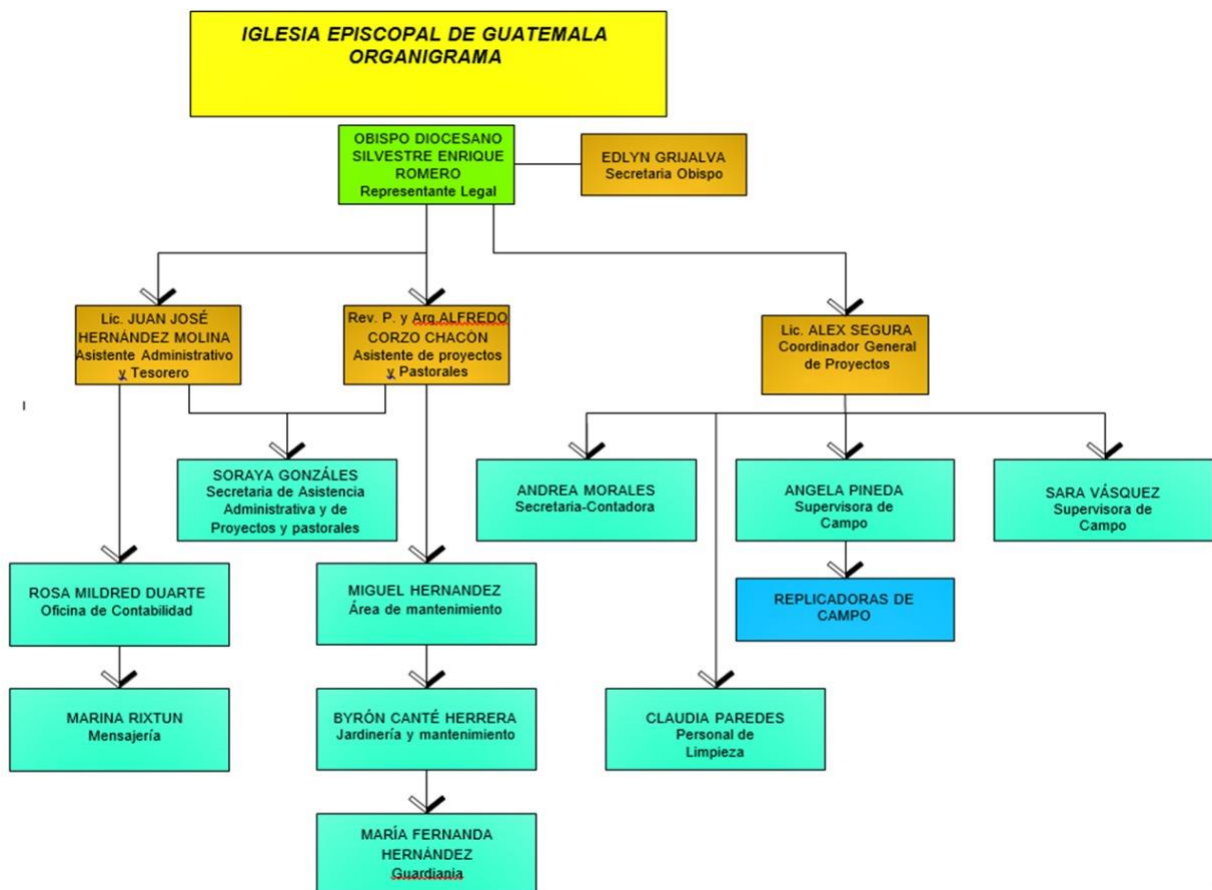 IGLESIA EPISCOPAL DE GUATEMALA
ORGANIGRAMA
OBISPO DIOCESANO
SILVESTRE ENRIQUE
ROMERO
Representante Legal
EDLYN GRIJALVA
Secretaria Obispo
Lic. JUAN JOSÉ
HERNÁNDEZ MOLINA
Asistente Administrativo
y Tesorero
Rev. P. y Arq.ALFREDO
CORZO CHACÓN
Asistente de proyectos
y Pastorales
Lic. ALEX SEGURA
Coordinador General
de Proyectos
SORAYA GONZÁLES
Secretaria de Asistencia
Administrativa y de
Proyectos y pastorales
ANDREA MORALES
Secretaria-Contadora
ANGELA PINEDA
Supervisora de
Campo
SARA VÁSQUEZ
Supervisora de
Campo
ROSA MILDRED DUARTE
Oficina de Contabilidad
MIGUEL HERNANDEZ
Área de mantenimiento
REPLICADORAS DE
CAMPO
MARINA RIXTUN
Mensajería
BYRÓN CANTÉ HERRERA
Jardinería y mantenimiento
CLAUDIA PAREDES
Personal de
Limpieza
MARÍA FERNANDA
HERNÁNDEZ
Guardiania